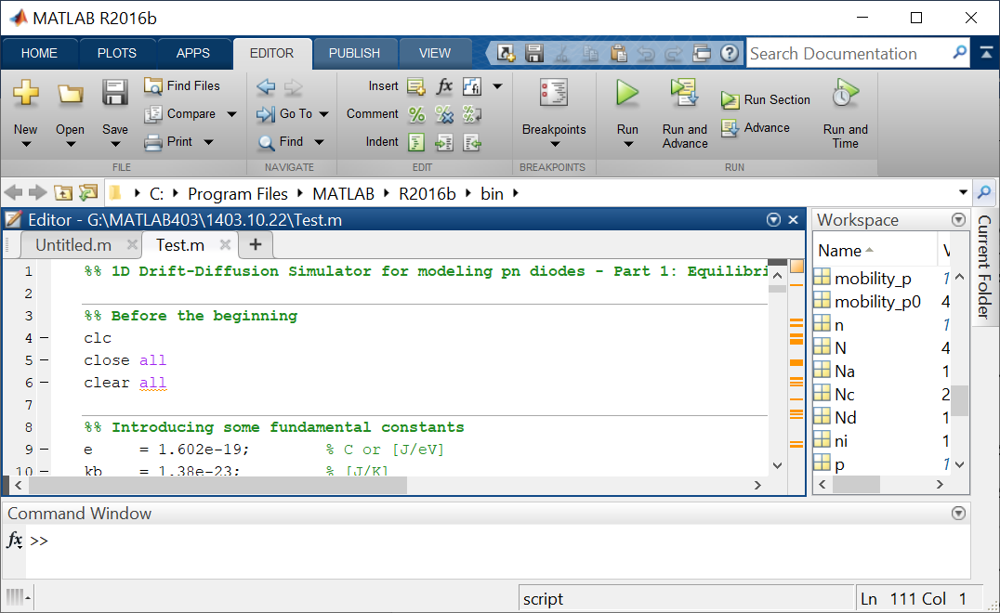 MATLAB R2016b
HOME PLOTS APPS EDITOR PUBLISH VIEW Search Documentation
New Open Save Find Files Compare Print
FILE
Go To Find
NAVIGATE
Insert fx
Comment
Indent
EDIT
Breakpoints
BREAKPOINTS
Run Run and Advance Run Section Advance Run and Time
RUN
C: Program Files MATLAB R2016b bin
Editor - G:\MATLAB403\1403.10.22\Test.m
Untitled.m Test.m +
1 %% 1D Drift-Diffusion Simulator for modeling pn diodes - Part 1: Equilibri
2
3 %% Before the beginning
4 – clc
5 – close all
6 – clear all
7
8 %% Introducing some fundamental constants
9 – e = 1.602e-19; % C or [J/eV]
10 – kb = 1.38e-23; % [J/K]
Workspace
Name V
mobility_p 1
mobility_p0 4
n 1
N 4
Na 1
Nc 2
Nd 1
ni 1
p 1
Current Folder
Command Window
fx >>
script Ln 111 Col 1